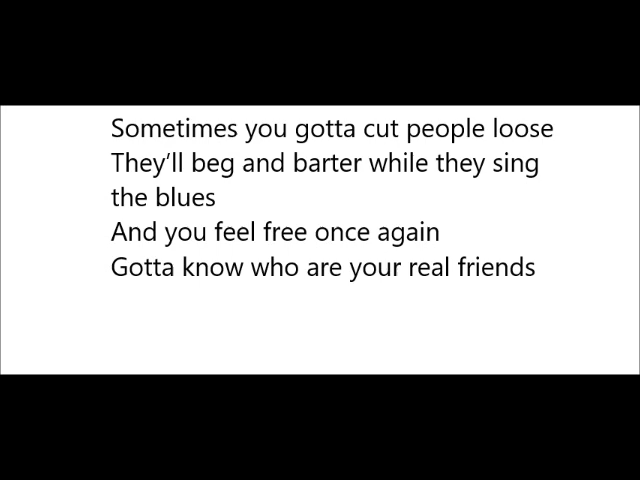 Sometimes you gotta cut people loose
They’ll beg and barter while they sing
the blues
And you feel free once again
Gotta know who are your real friends